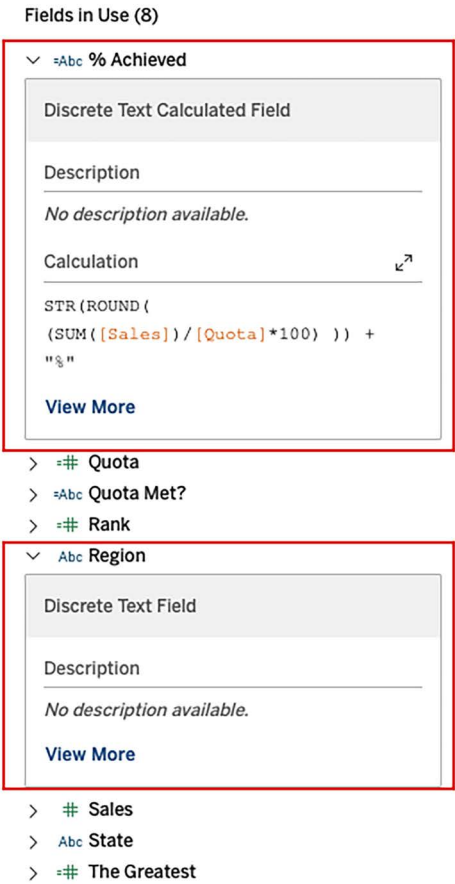 Fields in Use (8)
=Abc % Achieved
Discrete Text Calculated Field
Description
No description available.
Calculation
STR(ROUND(
(SUM([Sales])/[Quota]*100) )) +
"%"
View More
=# Quota
=Abc Quota Met?
=# Rank
Abc Region
Discrete Text Field
Description
No description available.
View More
# Sales
Abc State
=# The Greatest